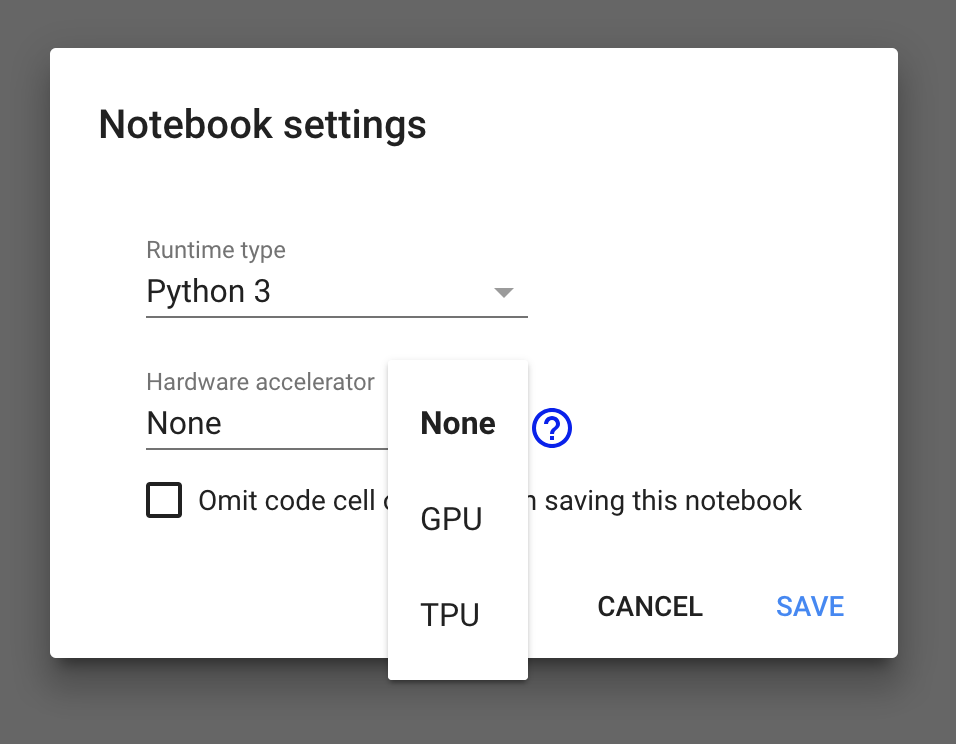 Notebook settings
Runtime type
Python 3
Hardware accelerator
None
None
?
Omit code cell saving this notebook
GPU
TPU
CANCEL
SAVE